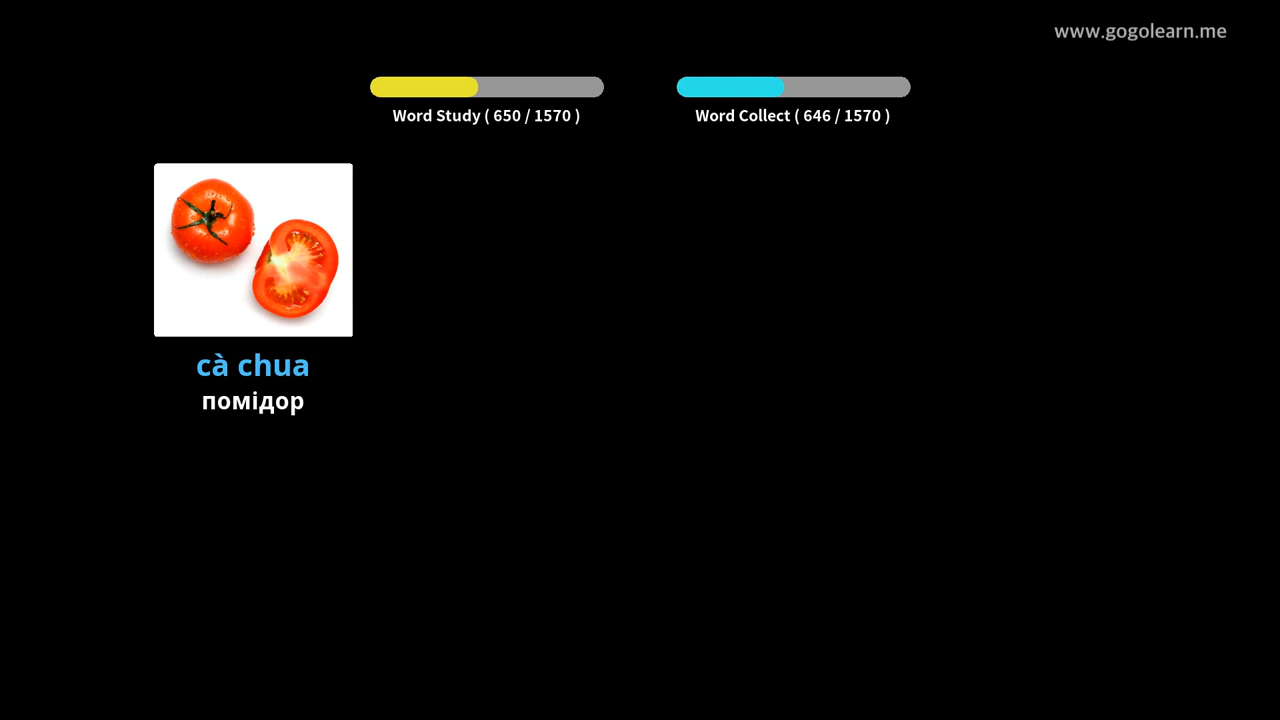 www.gogolearn.me
Word Study ( 650 / 1570 )
Word Collect ( 646 / 1570 )
cà chua
помідор